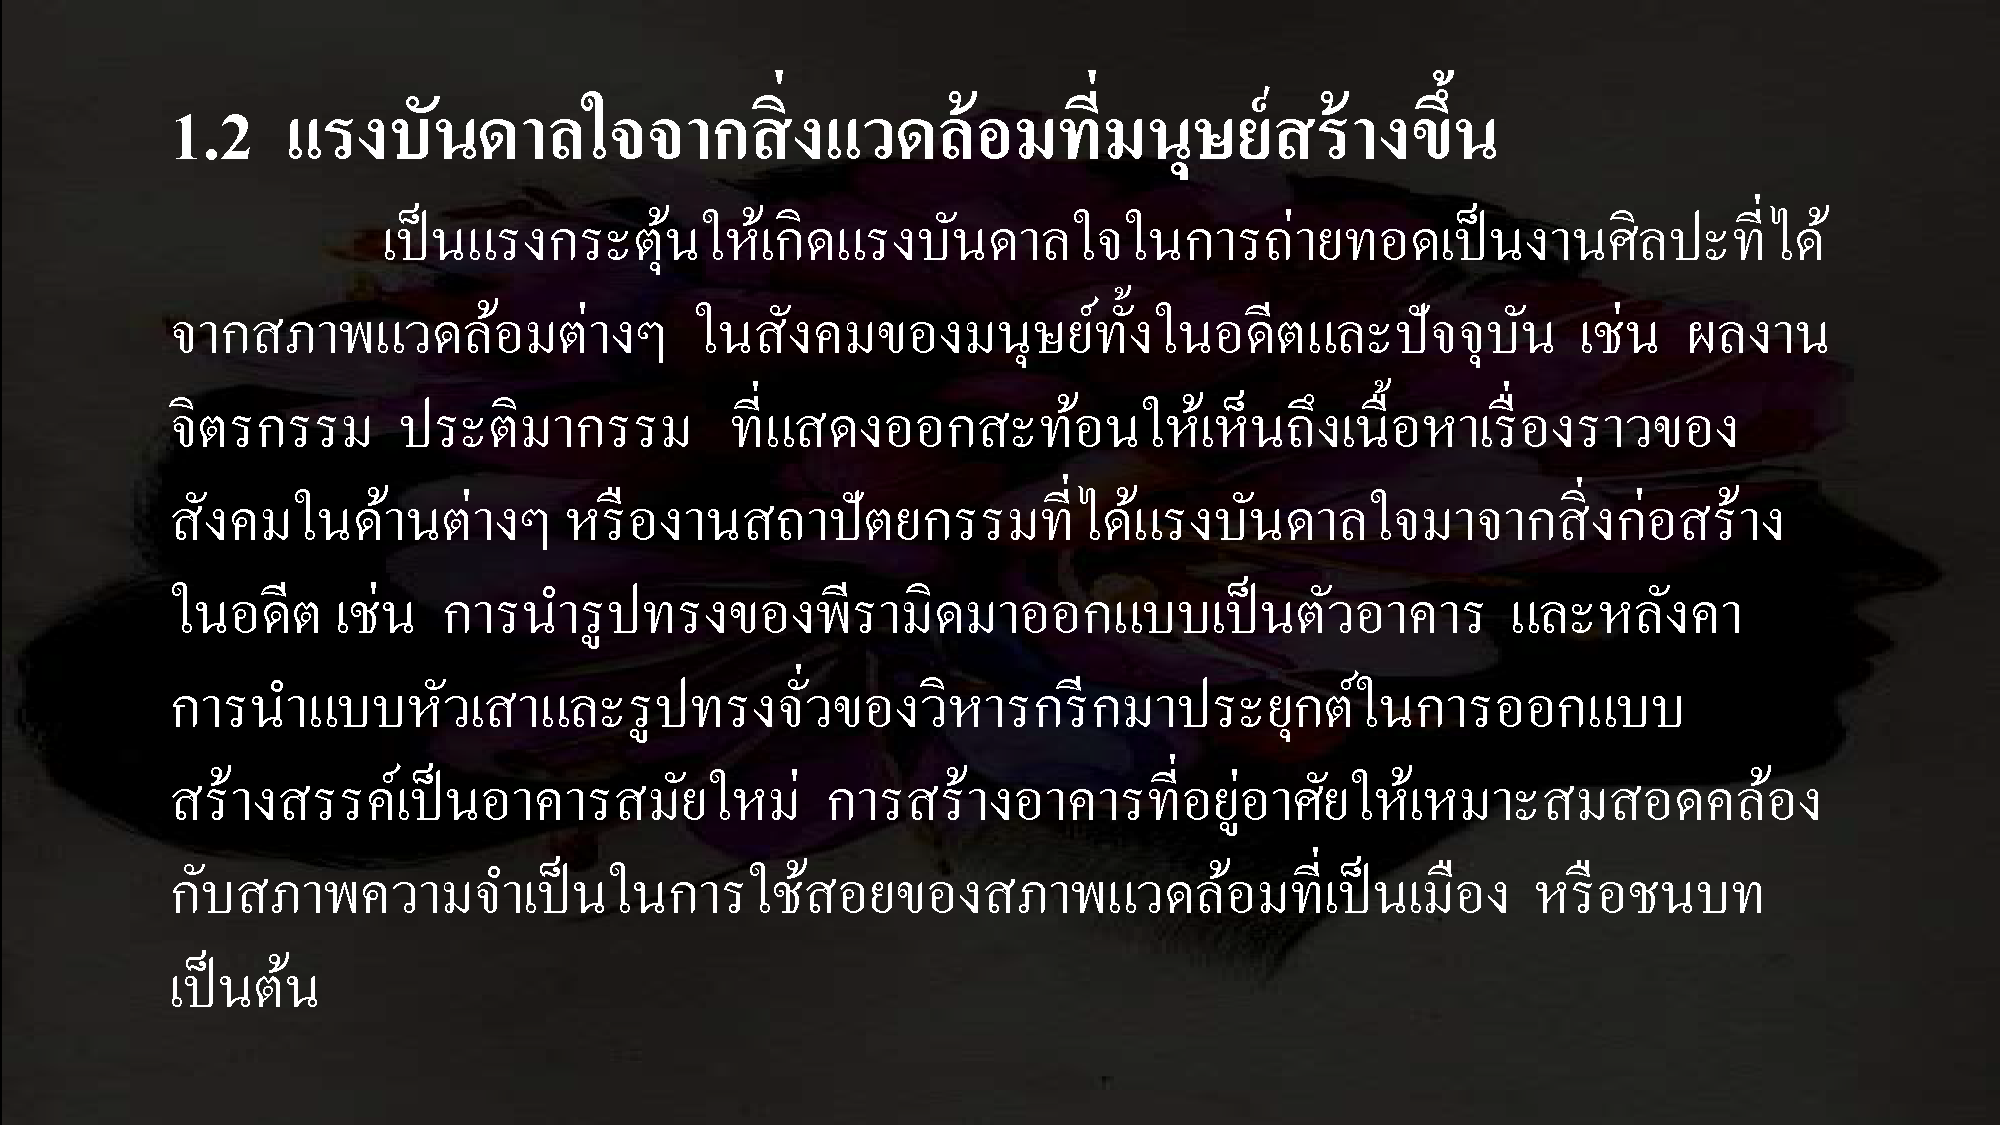 1.2 แรงบันดาลใจจากสิ่งแวดล้อมที่มนุษย์สร้างขึ้น
เป็นแรงกระตุ้นให้เกิดแรงบันดาลใจในการถ่ายทอดเป็นงานศิลปะที่ได้
จากสภาพแวดล้อมต่างๆ ในสังคมของมนุษย์ทั้งในอดีตและปัจจุบัน เช่น ผลงาน
จิตรกรรม ประติมากรรม ที่แสดงออกสะท้อนให้เห็นถึงเนื้อหาเรื่องราวของ
สังคมในด้านต่างๆ หรืองานสถาปัตยกรรมที่ได้แรงบันดาลใจมาจากสิ่งก่อสร้าง
ในอดีต เช่น การนำรูปทรงของพีรามิดมาออกแบบเป็นตัวอาคาร และหลังคา
การนำแบบหัวเสาและรูปทรงจั่วของวิหารกรีกมาประยุกต์ในการออกแบบ
สร้างสรรค์เป็นอาคารสมัยใหม่ การสร้างอาคารที่อยู่อาศัยให้เหมาะสมสอดคล้อง
กับสภาพความจำเป็นในการใช้สอยของสภาพแวดล้อมที่เป็นเมือง หรือชนบท
เป็นต้น